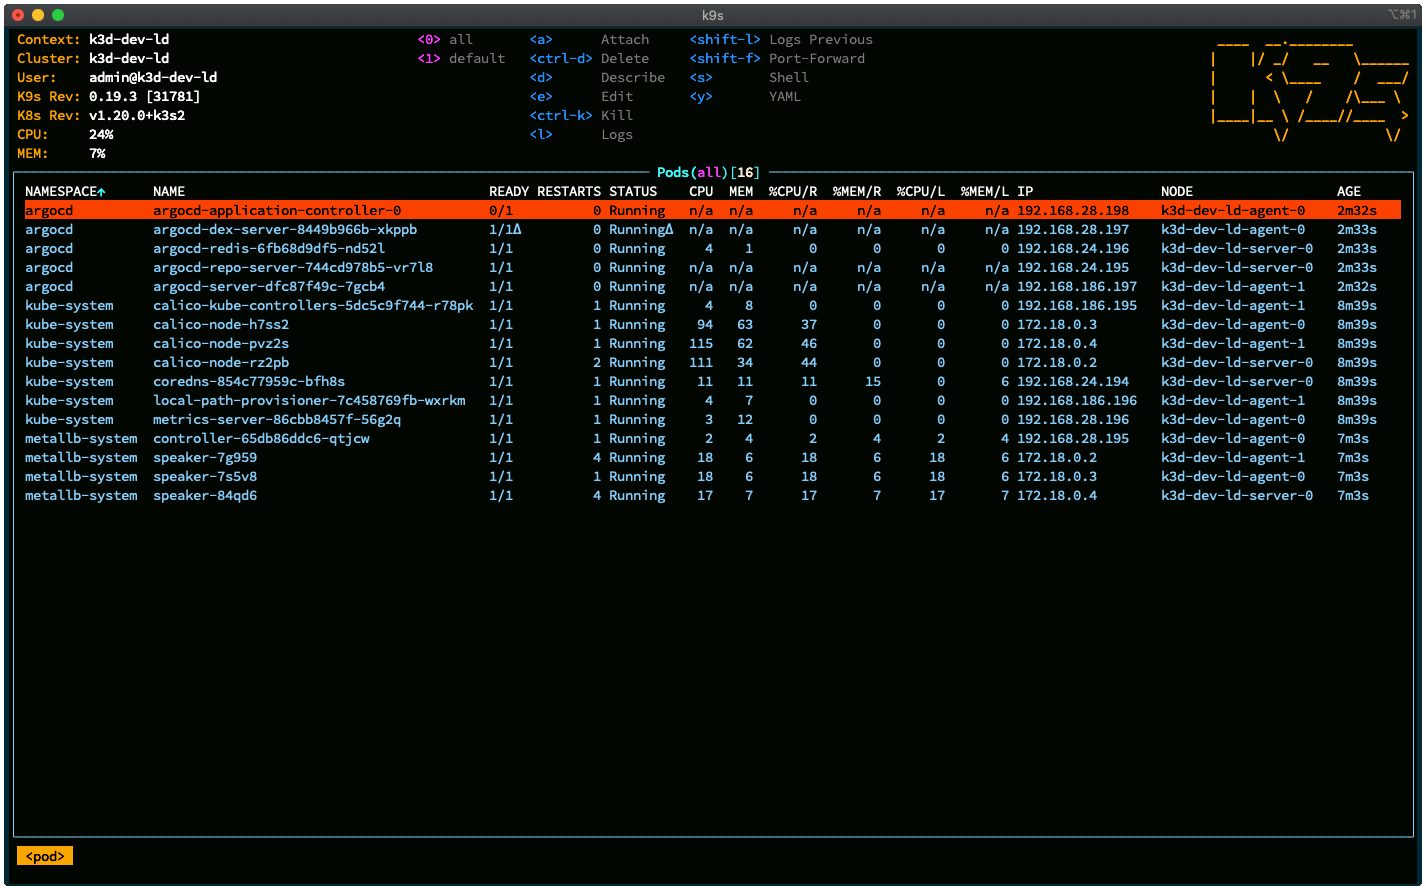 k9s ⌥⌘1
Context: k3d-dev-ld <0> all <a> Attach <shift-l> Logs Previous
Cluster: k3d-dev-ld <1> default <ctrl-d> Delete <shift-f> Port-Forward
User: admin@k3d-dev-ld <d> Describe <s> Shell
K9s Rev: 0.19.3 [31781] <e> Edit <y> YAML
K8s Rev: v1.20.0+k3s2 <ctrl-k> Kill
CPU: 24% <l> Logs
MEM: 7%
Pods(all)[16]
NAMESPACE↑ NAME READY RESTARTS STATUS CPU MEM %CPU/R %MEM/R %CPU/L %MEM/L IP NODE AGE
argocd argocd-application-controller-0 0/1 0 Running n/a n/a n/a n/a n/a n/a 192.168.28.198 k3d-dev-ld-agent-0 2m32s
argocd argocd-dex-server-8449b966b-xkppb 1/1Δ 0 RunningΔ n/a n/a n/a n/a n/a n/a 192.168.28.197 k3d-dev-ld-agent-0 2m33s
argocd argocd-redis-6fb68d9df5-nd52l 1/1 0 Running 4 1 0 0 0 0 192.168.24.196 k3d-dev-ld-server-0 2m33s
argocd argocd-repo-server-744cd978b5-vr7l8 1/1 0 Running n/a n/a n/a n/a n/a n/a 192.168.24.195 k3d-dev-ld-server-0 2m33s
argocd argocd-server-dfc87f49c-7gcb4 1/1 0 Running n/a n/a n/a n/a n/a n/a 192.168.186.197 k3d-dev-ld-agent-1 2m32s
kube-system calico-kube-controllers-5dc5c9f744-r78pk 1/1 1 Running 4 8 0 0 0 0 192.168.186.195 k3d-dev-ld-agent-1 8m39s
kube-system calico-node-h7ss2 1/1 1 Running 94 63 37 0 0 0 172.18.0.3 k3d-dev-ld-agent-0 8m39s
kube-system calico-node-pvz2s 1/1 1 Running 115 62 46 0 0 0 172.18.0.4 k3d-dev-ld-agent-1 8m39s
kube-system calico-node-rz2pb 1/1 2 Running 111 34 44 0 0 0 172.18.0.2 k3d-dev-ld-server-0 8m39s
kube-system coredns-854c77959c-bfh8s 1/1 1 Running 11 11 11 15 0 6 192.168.24.194 k3d-dev-ld-server-0 8m39s
kube-system local-path-provisioner-7c458769fb-wxrkm 1/1 1 Running 4 7 0 0 0 0 192.168.186.196 k3d-dev-ld-agent-1 8m39s
kube-system metrics-server-86cbb8457f-56g2q 1/1 1 Running 3 12 0 0 0 0 192.168.28.196 k3d-dev-ld-agent-0 8m39s
metallb-system controller-65db86ddc6-qtjcw 1/1 1 Running 2 4 2 4 2 4 192.168.28.195 k3d-dev-ld-agent-0 7m3s
metallb-system speaker-7g959 1/1 4 Running 18 6 18 6 18 6 172.18.0.2 k3d-dev-ld-agent-1 7m3s
metallb-system speaker-7s5v8 1/1 1 Running 18 6 18 6 18 6 172.18.0.3 k3d-dev-ld-agent-0 7m3s
metallb-system speaker-84qd6 1/1 4 Running 17 7 17 7 17 7 172.18.0.4 k3d-dev-ld-server-0 7m3s
<pod>